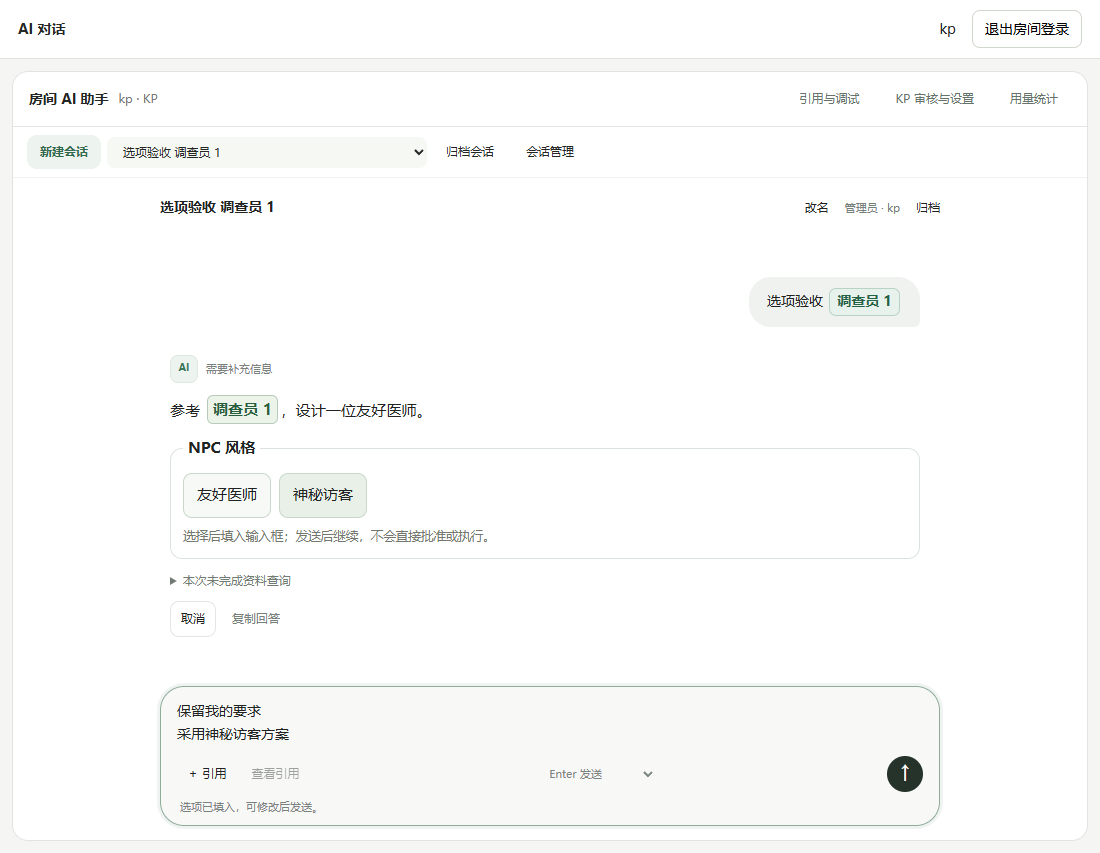 AI 对话
kp
退出房间登录
房间 AI 助手 kp · KP
引用与调试
KP 审核与设置
用量统计
新建会话
选项验收 调查员 1
归档会话
会话管理
选项验收 调查员 1
改名
管理员 · kp
归档
选项验收 调查员 1
AI 需要补充信息
参考 调查员 1 ，设计一位友好医师。
NPC 风格
友好医师
神秘访客
选择后填入输入框；发送后继续，不会直接批准或执行。
本次未完成资料查询
取消
复制回答
保留我的要求
采用神秘访客方案
+ 引用
查看引用
Enter 发送
选项已填入，可修改后发送。